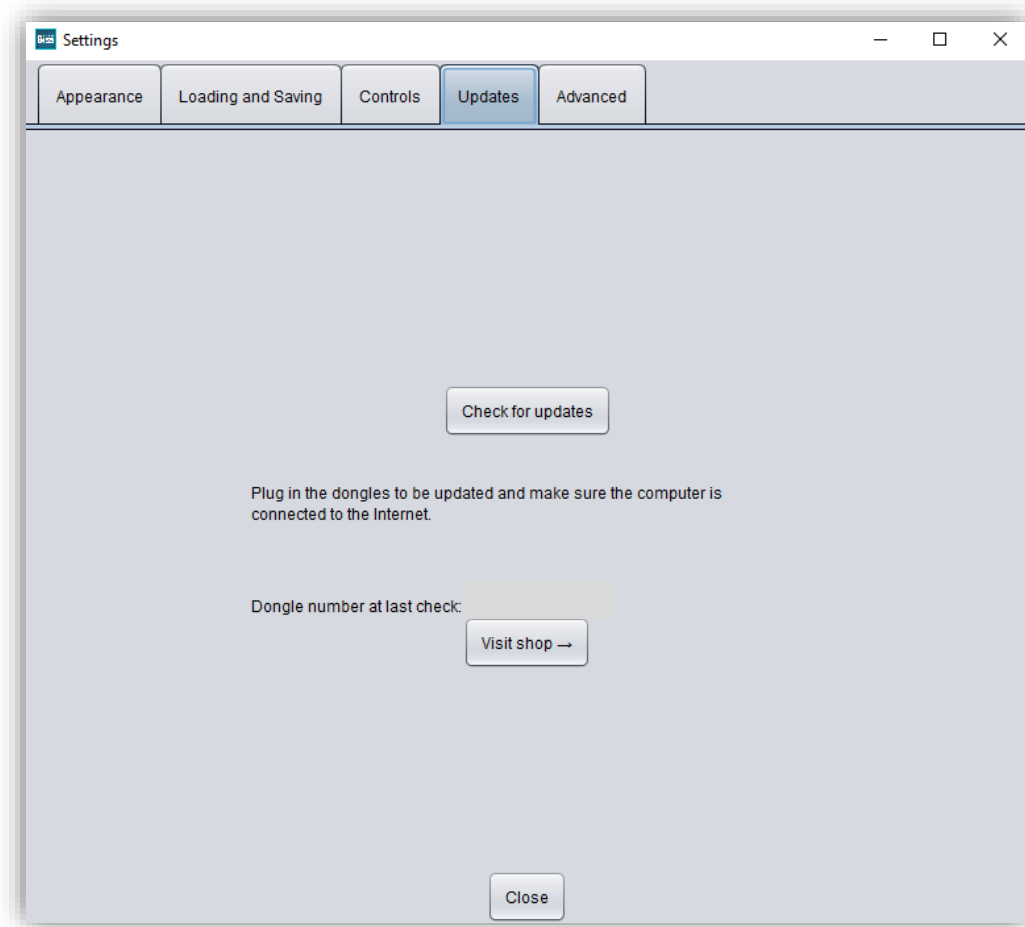 Settings
Appearance Loading and Saving Controls Updates Advanced
Check for updates
Plug in the dongles to be updated and make sure the computer is
connected to the Internet.
Dongle number at last check:
Visit shop →
Close